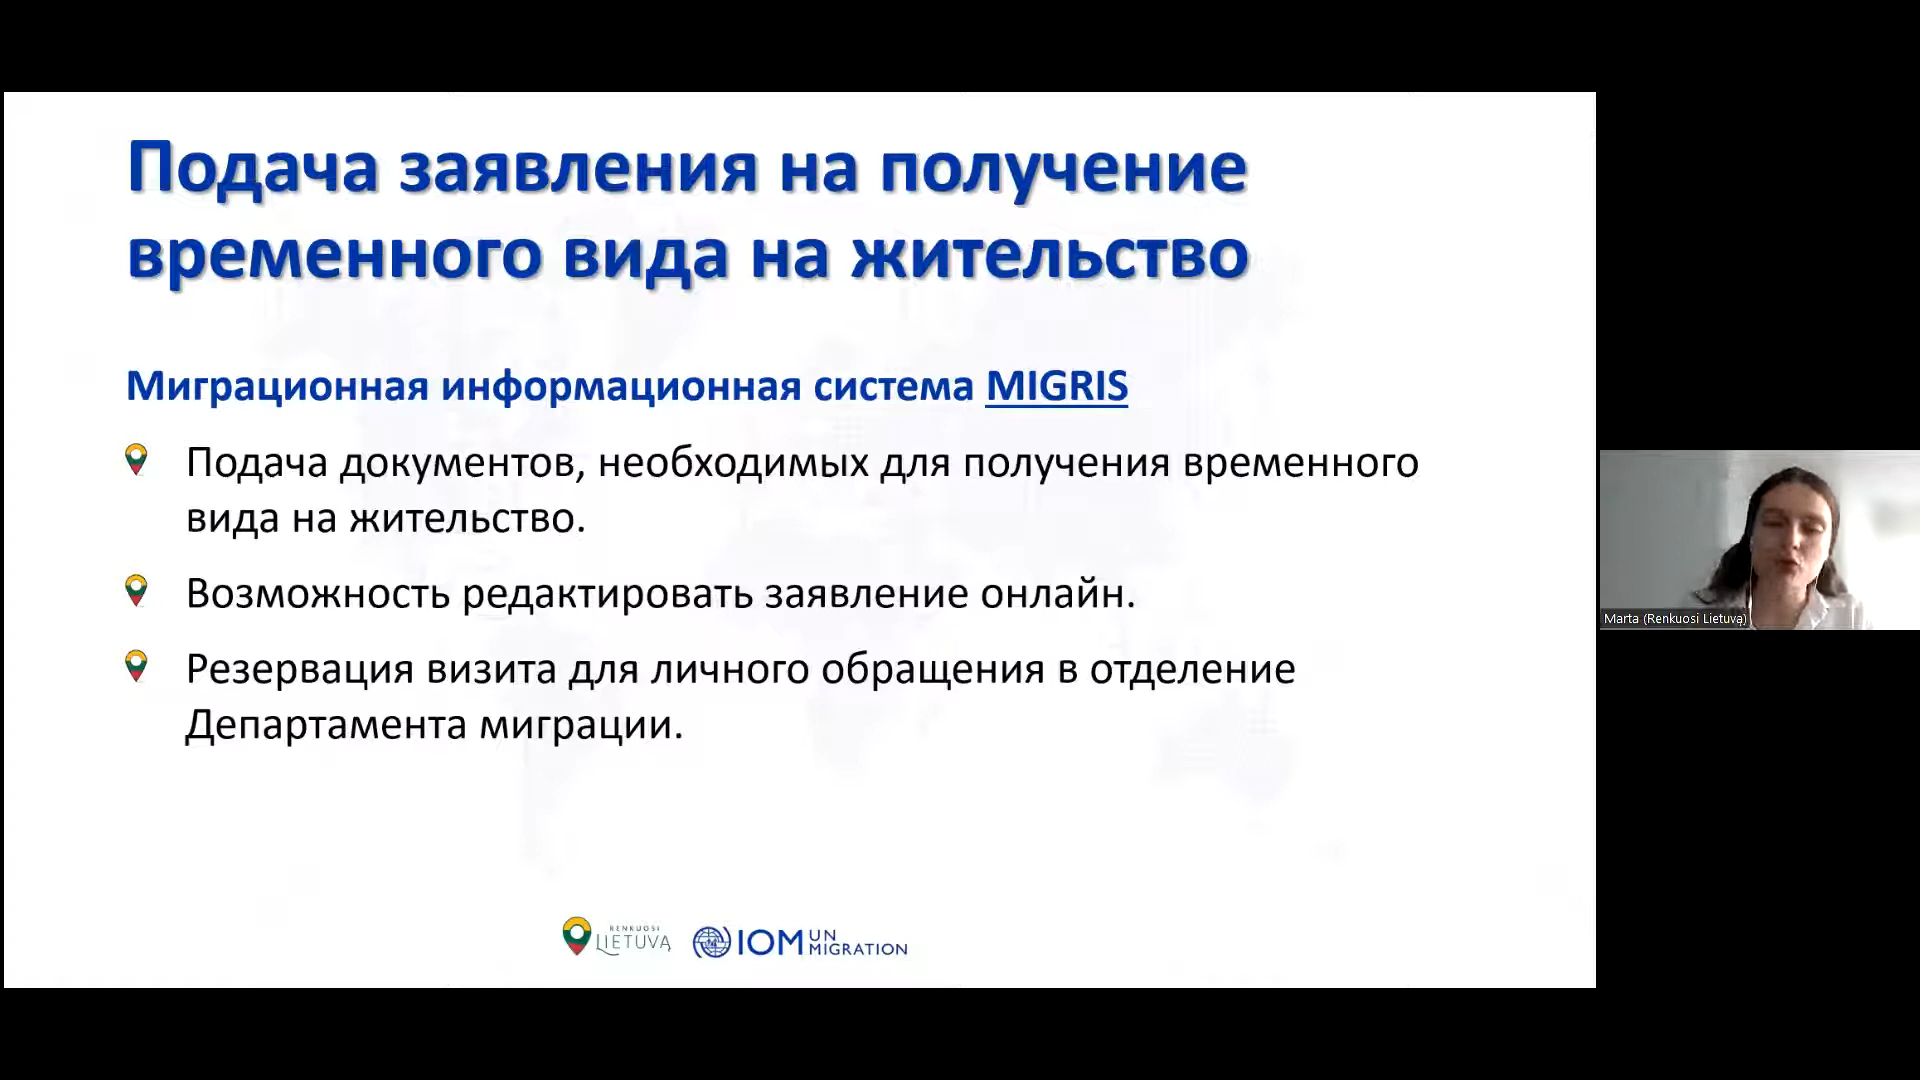 Подача заявления на получение
временного вида на жительство
Миграционная информационная система MIGRIS
Подача документов, необходимых для получения временного
вида на жительство.
Возможность редактировать заявление онлайн.
Резервация визита для личного обращения в отделение
Департамента миграции.
RENKUOSI
LIETUVĄ
IOM UN
MIGRATION
Marta (Renkuosi Lietuvą)